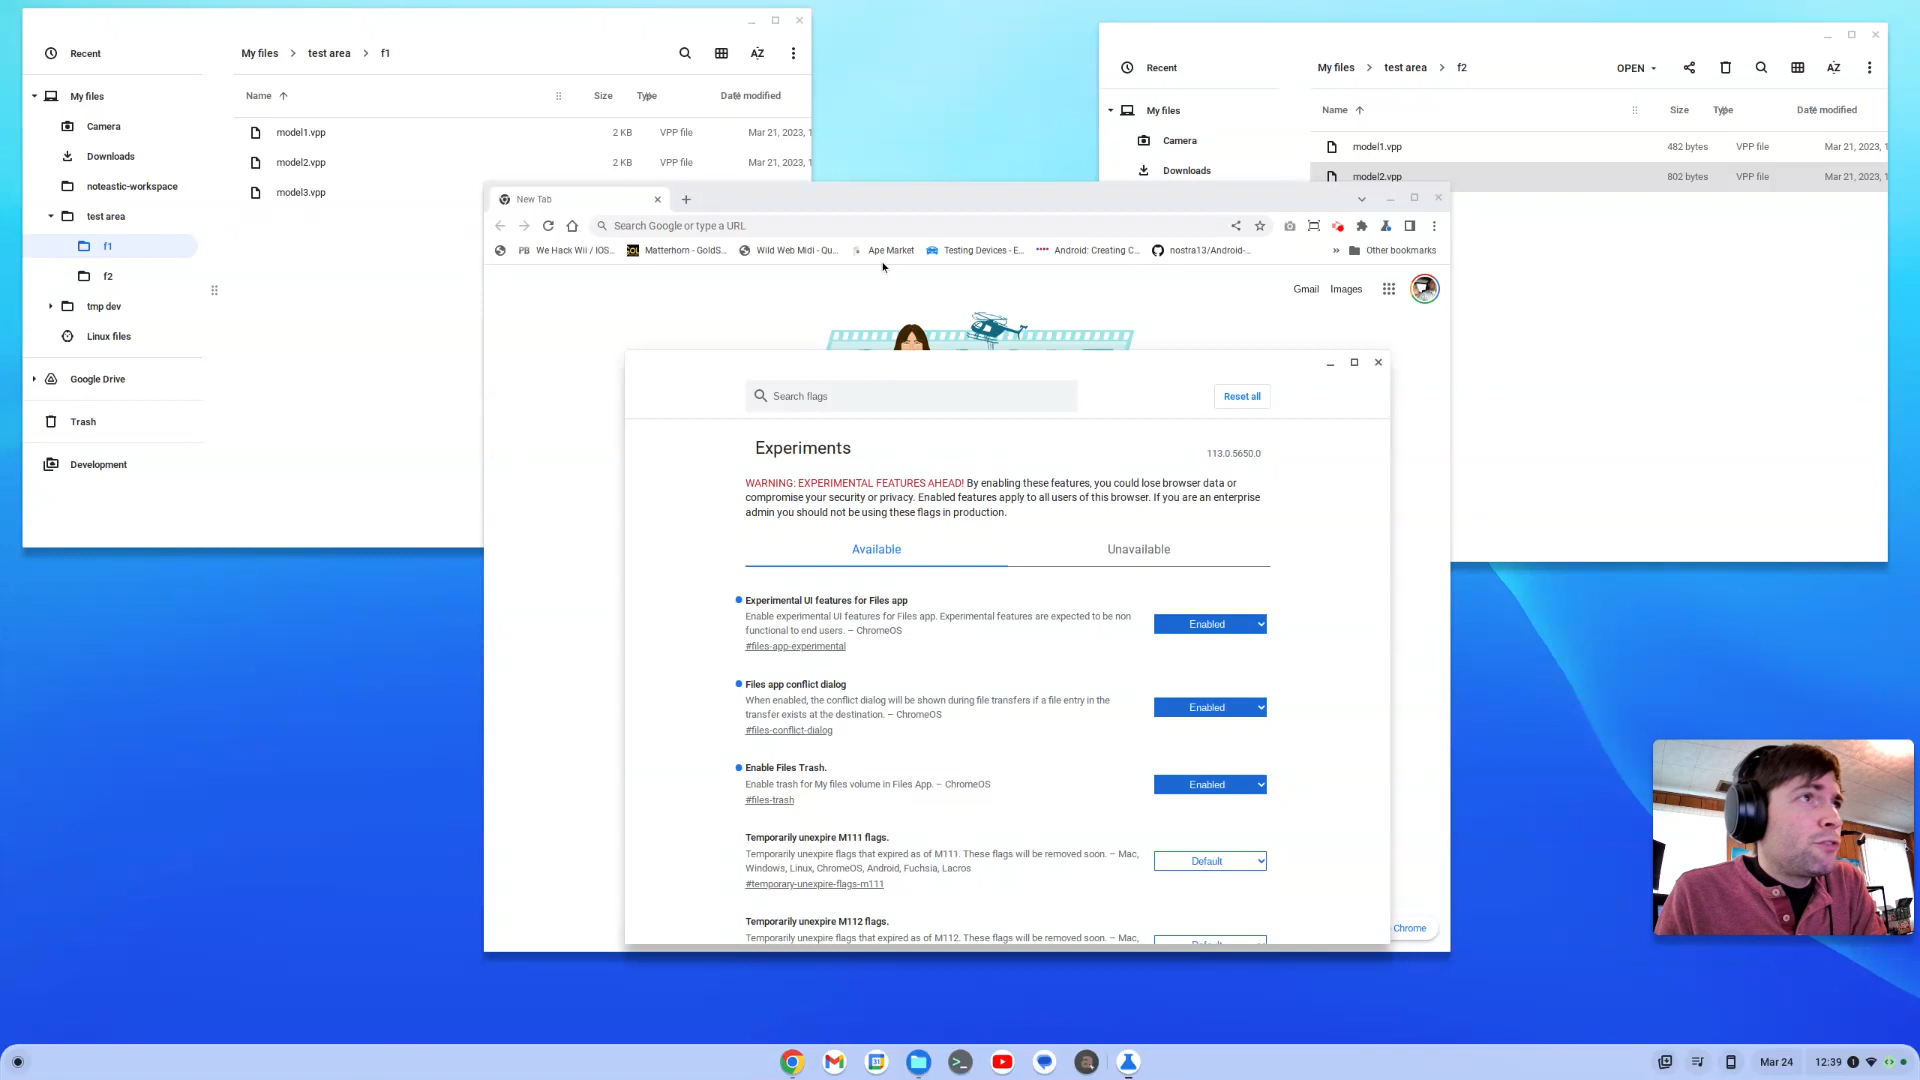 Recent
My files
Camera
Downloads
noteastic-workspace
test area
f1
f2
tmp dev
Linux files
Google Drive
Trash
Development
My files > test area > f1
AZ
Name Size Type Date modified
model1.vpp 2 KB VPP file Mar 21, 2023, 1
model2.vpp 2 KB VPP file Mar 21, 2023, 1
model3.vpp
Recent
My files
Camera
Downloads
My files > test area > f2
OPEN
AZ
Name Size Type Date modified
model1.vpp 482 bytes VPP file Mar 21, 2023, 1
model2.vpp 802 bytes VPP file Mar 21, 2023, 1
New Tab
Search Google or type a URL
PB We Hack Wii / IOS... Matterhorn - GoldS... Wild Web Midi - Qu... Ape Market Testing Devices - E... Android: Creating C... nostra13/Android-... » Other bookmarks
Gmail Images
Search flags
Reset all
Experiments
113.0.5650.0
WARNING: EXPERIMENTAL FEATURES AHEAD! By enabling these features, you could lose browser data or
compromise your security or privacy. Enabled features apply to all users of this browser. If you are an enterprise
admin you should not be using these flags in production.
Available
Unavailable
Experimental UI features for Files app
Enable experimental UI features for Files app. Experimental features are expected to be non
functional to end users. – ChromeOS
#files-app-experimental
Enabled
Files app conflict dialog
When enabled, the conflict dialog will be shown during file transfers if a file entry in the
transfer exists at the destination. – ChromeOS
#files-conflict-dialog
Enabled
Enable Files Trash.
Enable trash for My files volume in Files App. – ChromeOS
#files-trash
Enabled
Temporarily unexpire M111 flags.
Temporarily unexpire flags that expired as of M111. These flags will be removed soon. – Mac,
Windows, Linux, ChromeOS, Android, Fuchsia, Lacros
#temporary-unexpire-flags-m111
Default
Temporarily unexpire M112 flags.
Temporarily unexpire flags that expired as of M112. These flags will be removed soon. – Mac,
Default
Chrome
31
Mar 24 12:39 1